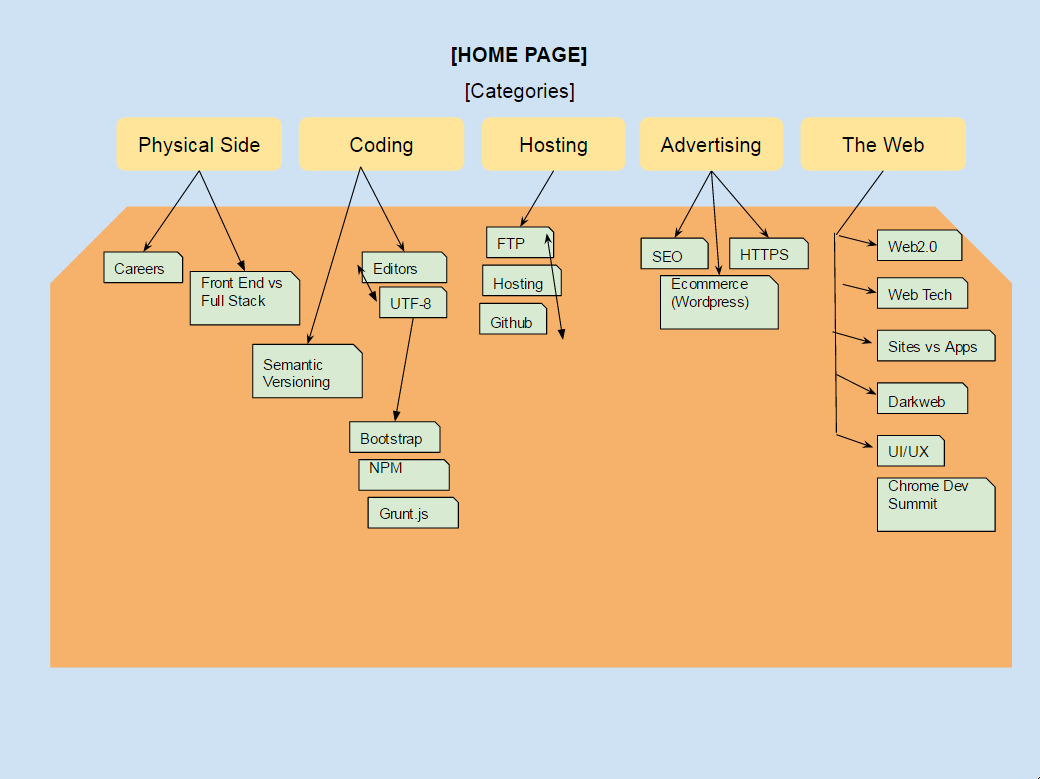 [HOME PAGE]
[Categories]
Physical Side
Coding
Hosting
Advertising
The Web
Careers
Front End vs
Full Stack
Semantic
Versioning
Editors
UTF-8
Bootstrap
NPM
Grunt.js
FTP
Hosting
Github
SEO
HTTPS
Ecommerce
(Wordpress)
Web2.0
Web Tech
Sites vs Apps
Darkweb
UI/UX
Chrome Dev
Summit